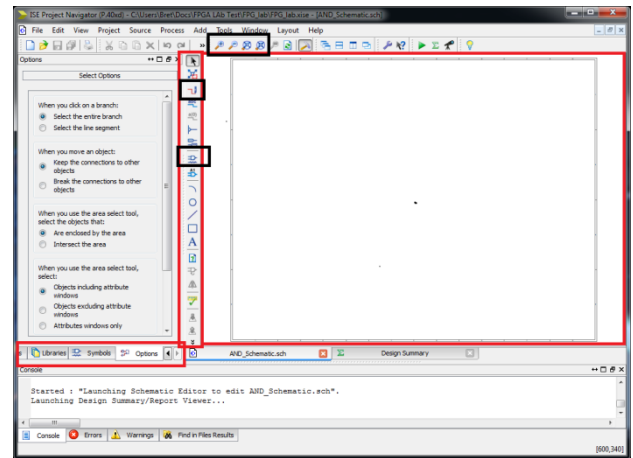 ISE Project Navigator (P.40xd) - C:\Users\Bret\Docs\FPGA LAb Test\FPG_lab\FPG_lab.xise - [AND_Schematic.sch]
File Edit View Project Source Process Add Tools Window Layout Help
Options
Select Options
When you click on a branch:
Select the entire branch
Select the line segment
When you move an object:
Keep the connections to other
objects
Break the connections to other
objects
When you use the area select tool,
select the objects that:
Are enclosed by the area
Intersect the area
When you use the area select tool,
select:
Objects including attribute
windows
Objects excluding attribute
windows
Attributes windows only
A
Libraries Symbols Options
AND_Schematic.sch Design Summary
Console
Started : "Launching Schematic Editor to edit AND_Schematic.sch".
Launching Design Summary/Report Viewer...
Console Errors Warnings Find in Files Results
[600,340]